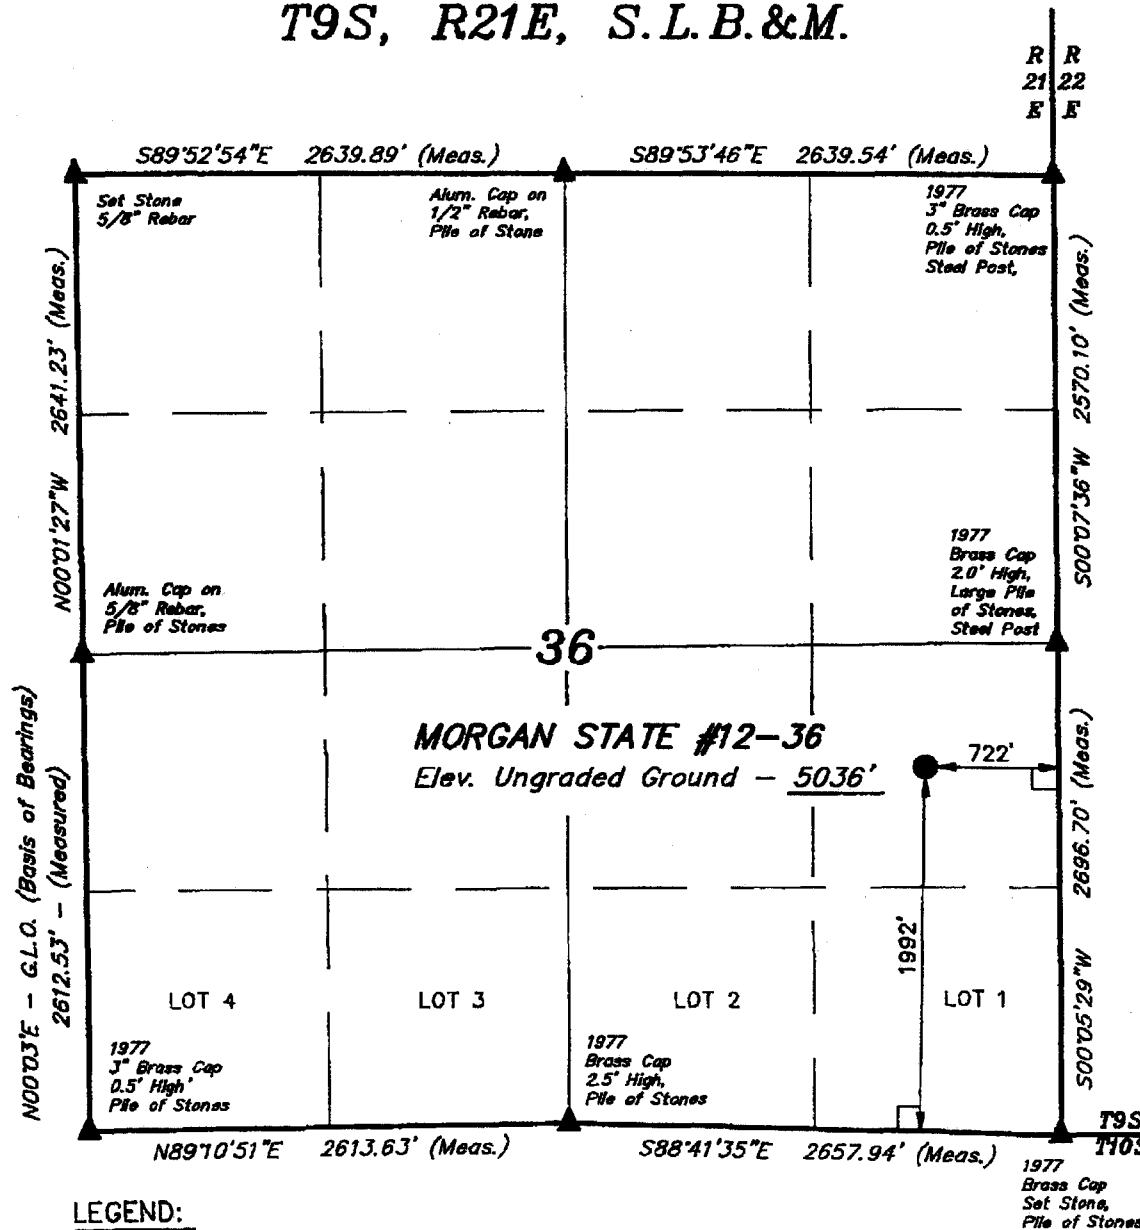 T9S, R21E, S.L.B.&M.
R R
21 22
E E
S89°52'54"E 2639.89' (Meas.)
S89°53'46"E 2639.54' (Meas.)
Set Stone
5/8" Rebar
Alum. Cap on
1/2" Rebar,
Pile of Stone
1977
3" Brass Cap
0.5' High,
Pile of Stones
Steel Post,
N00°01'27"W 2641.23' (Meas.)
S00°07'36"W 2570.10' (Meas.)
Alum. Cap on
5/8" Rebar,
Pile of Stones
1977
Brass Cap
2.0' High,
Large Pile
of Stones,
Steel Post
36
MORGAN STATE #12-36
Elev. Ungraded Ground - 5036'
722'
1992'
N00°03'E - G.L.O. (Basis of Bearings)
2612.53' - (Measured)
S00°05'29"W 2696.70' (Meas.)
LOT 4
LOT 3
LOT 2
LOT 1
1977
3" Brass Cap
0.5' High'
Pile of Stones
1977
Brass Cap
2.5' High,
Pile of Stones
N89°10'51"E 2613.63' (Meas.)
S88°41'35"E 2657.94' (Meas.)
T9S
T10S
1977
Brass Cap
Set Stone,
Pile of Stones
LEGEND: